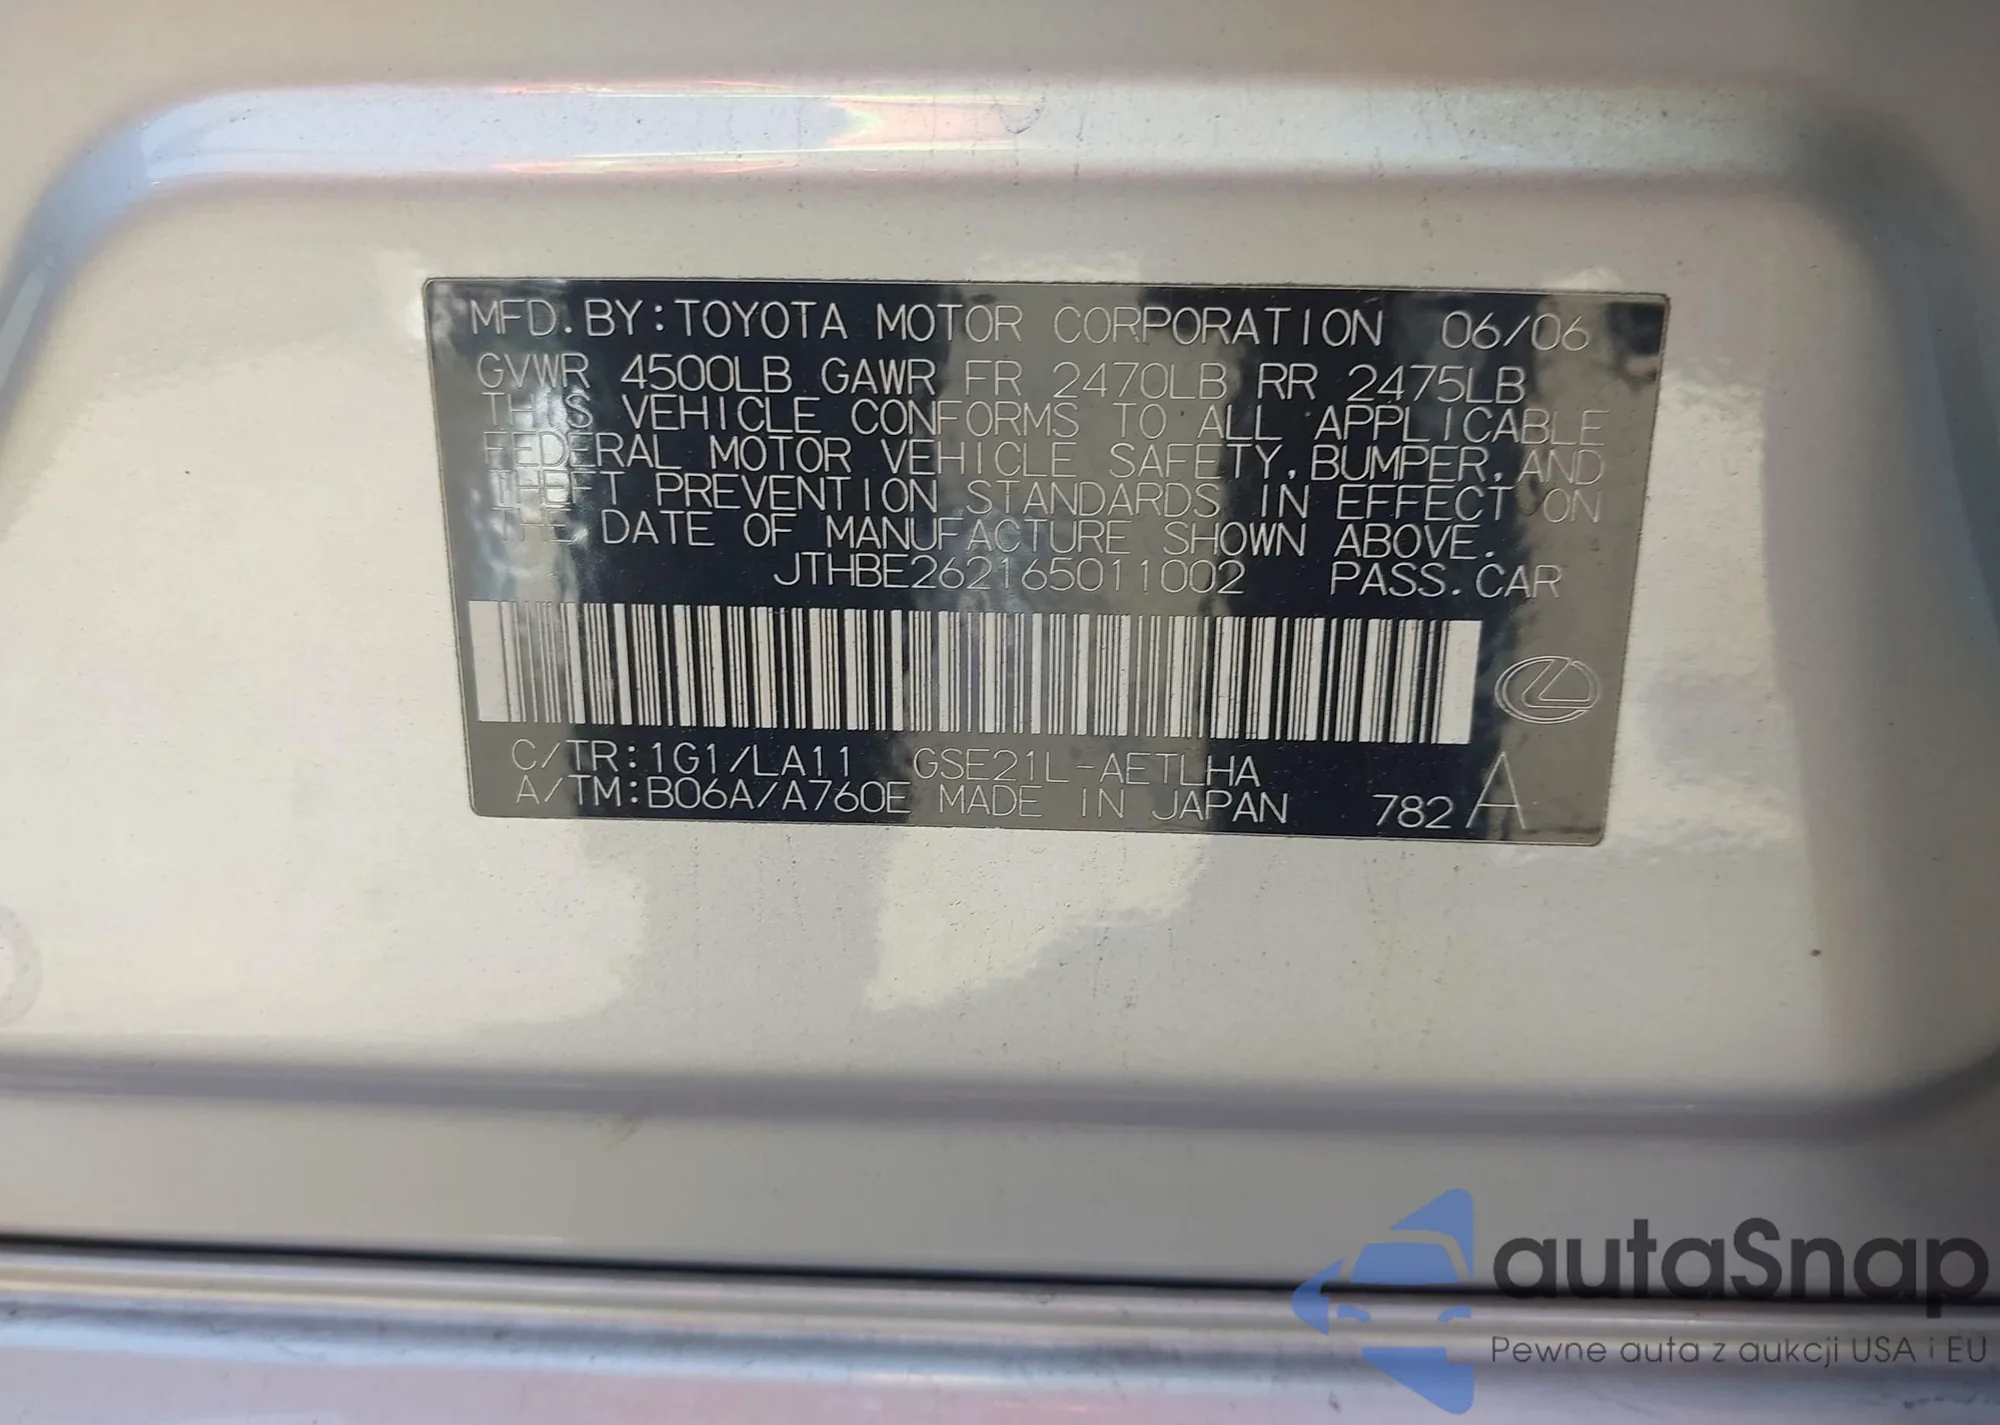 MFD. BY: TOYOTA MOTOR CORPORATION 06/06
GVWR 4500LB GAWR FR 2470LB RR 2475LB
THIS VEHICLE CONFORMS TO ALL APPLICABLE
FEDERAL MOTOR VEHICLE SAFETY, BUMPER, AND
THEFT PREVENTION STANDARDS IN EFFECT ON
THE DATE OF MANUFACTURE SHOWN ABOVE.
JTHBE262165011002 PASS. CAR
C/TR: 1G1/LA11 GSE21L-AETLHA
A/TM: B06A/A760E MADE IN JAPAN 782 A
autaSnap
Pewne auta z aukcji USA i EU